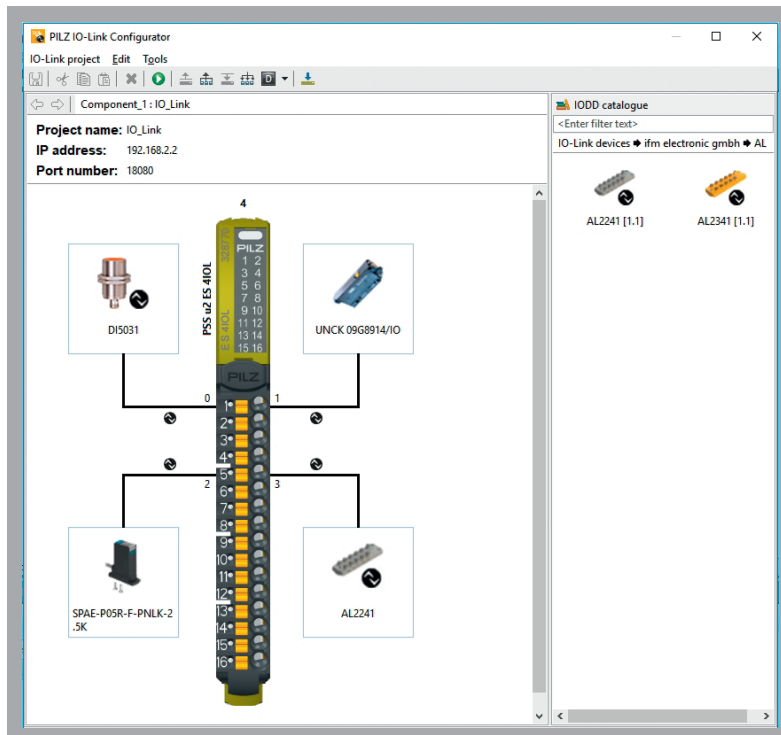 PILZ IO-Link Configurator
IO-Link project Edit Tools
D
Component_1 : IO_Link
Project name: IO_Link
IP address: 192.168.2.2
Port number: 18080
IODD catalogue
<Enter filter text>
IO-Link devices ➡ ifm electronic gmbh ➡ AL
AL2241 [1.1]
AL2341 [1.1]
4
328770
PILZ
1 2
3 4
5 6
7 8
9 10
11 12
13 14
15 16
PSS u2 ES 4IOL
ES 4IOL
DI5031
UNCK 09G8914/IO
PILZ
0
1
2
3
1
2
3
4
5
6
7
8
9
10
11
12
13
14
15
16
SPAE-P05R-F-PNLK-2
.5K
AL2241